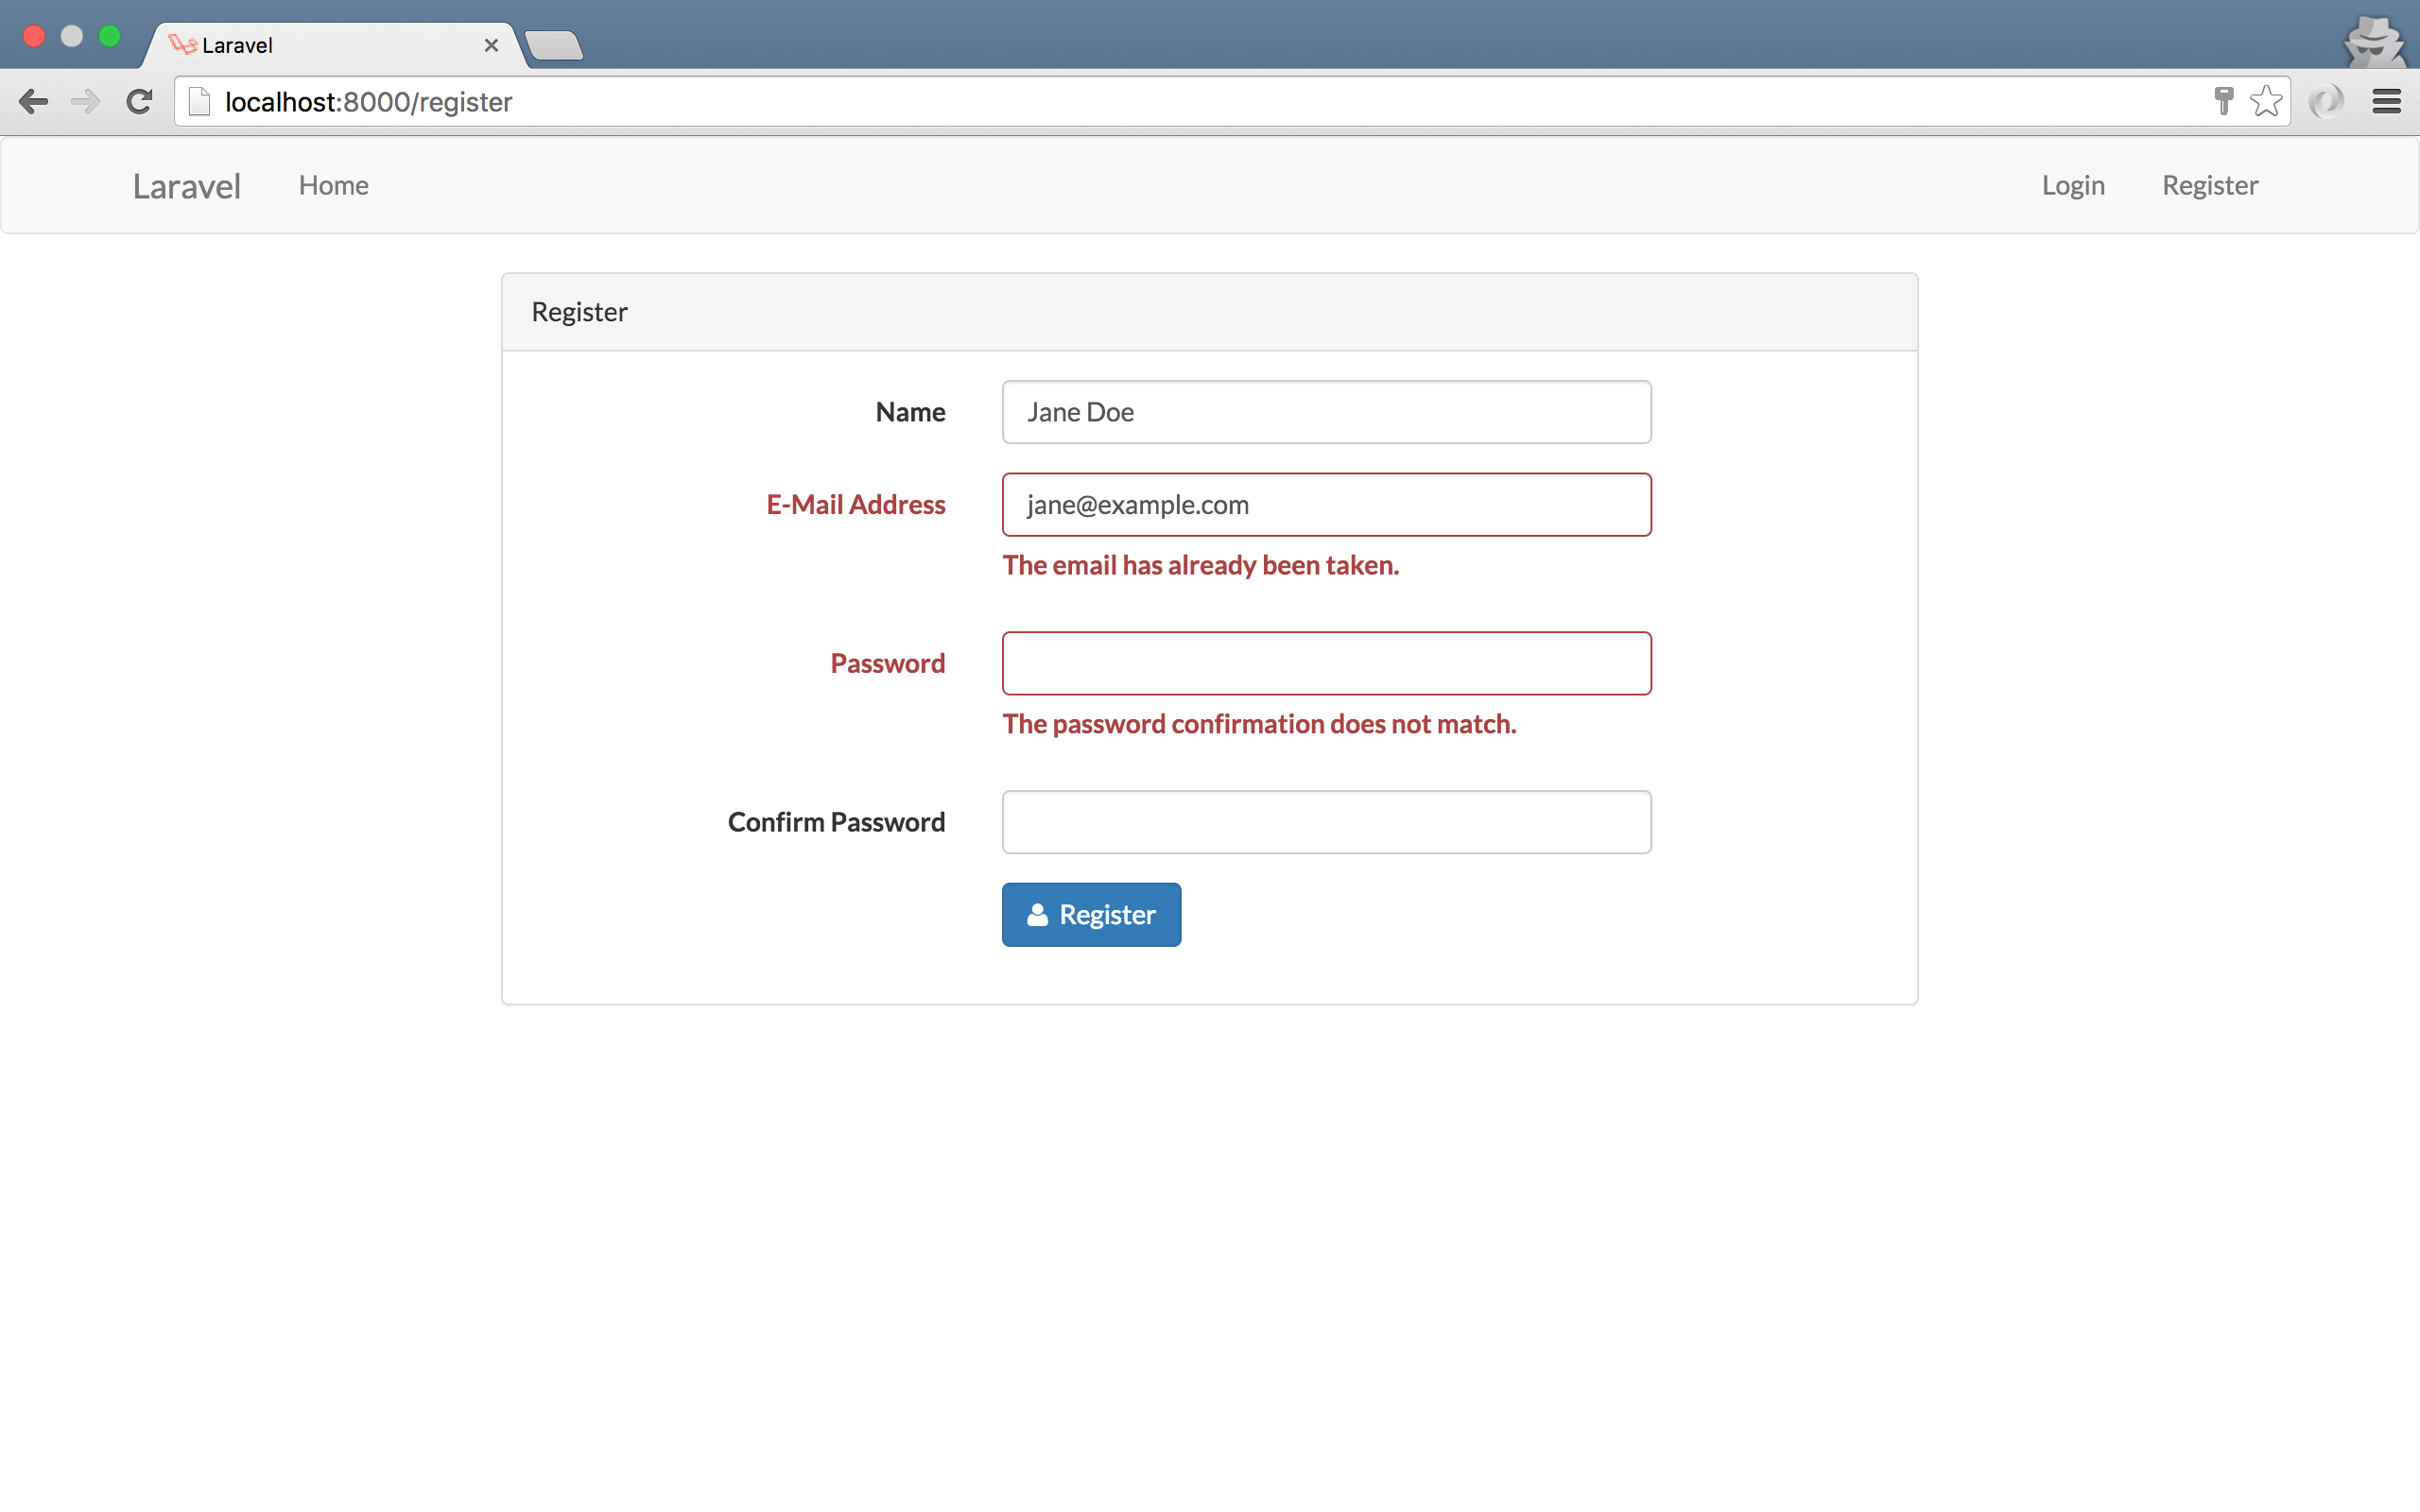 Laravel
localhost:8000/register
Laravel Home Login Register
Register
Name Jane Doe
E-Mail Address jane@example.com
The email has already been taken.
Password
The password confirmation does not match.
Confirm Password
Register